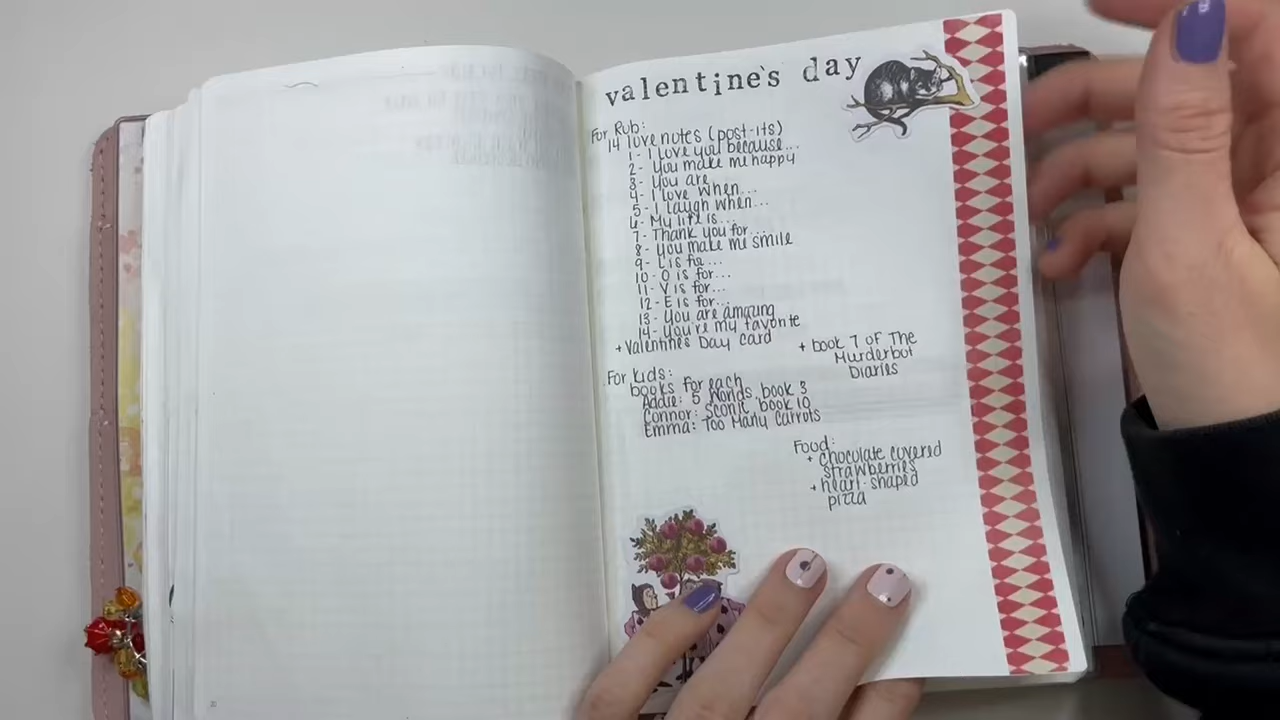 valentine's day
For Rub:
14 love notes (post-its)
1- I love you because...
2- You make me happy
3- You are...
4- I love when...
5- I laugh when...
6- My life is...
7- Thank you for...
8- You make me smile
9- L is for...
10- O is for...
11- V is for...
12- E is for...
13- You are amazing
14- You're my favorite
+ Valentines Day card
+ book 7 of The
Murderbot
Diaries
For kids:
books for each
Addie: 5 Worlds, book 3
Connor: Sonic, book 10
Emma: Too Many Carrots
Food:
+ chocolate covered
strawberries
+ heart-shaped
pizza